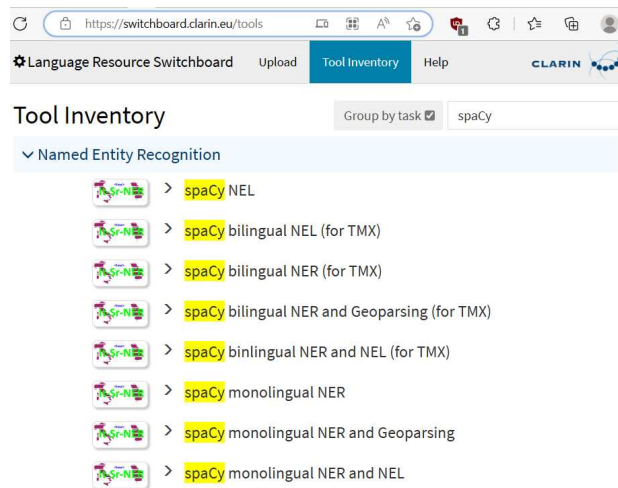 https://switchboard.clarin.eu/tools
1
Language Resource Switchboard Upload Tool Inventory Help CLARIN
Tool Inventory
Group by task spaCy
Named Entity Recognition
spaCy NEL
spaCy bilingual NEL (for TMX)
spaCy bilingual NER (for TMX)
spaCy bilingual NER and Geoparsing (for TMX)
spaCy binlingual NER and NEL (for TMX)
spaCy monolingual NER
spaCy monolingual NER and Geoparsing
spaCy monolingual NER and NEL